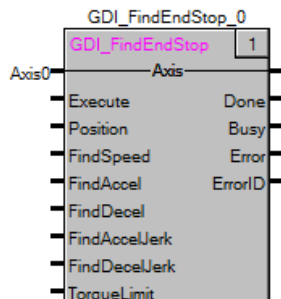 GDI_FindEndStop_0
GDI_FindEndStop 1
Axis0 Axis
Execute Done
Position Busy
FindSpeed Error
FindAccel ErrorID
FindDecel
FindAccelJerk
FindDecelJerk
TorqueLimit